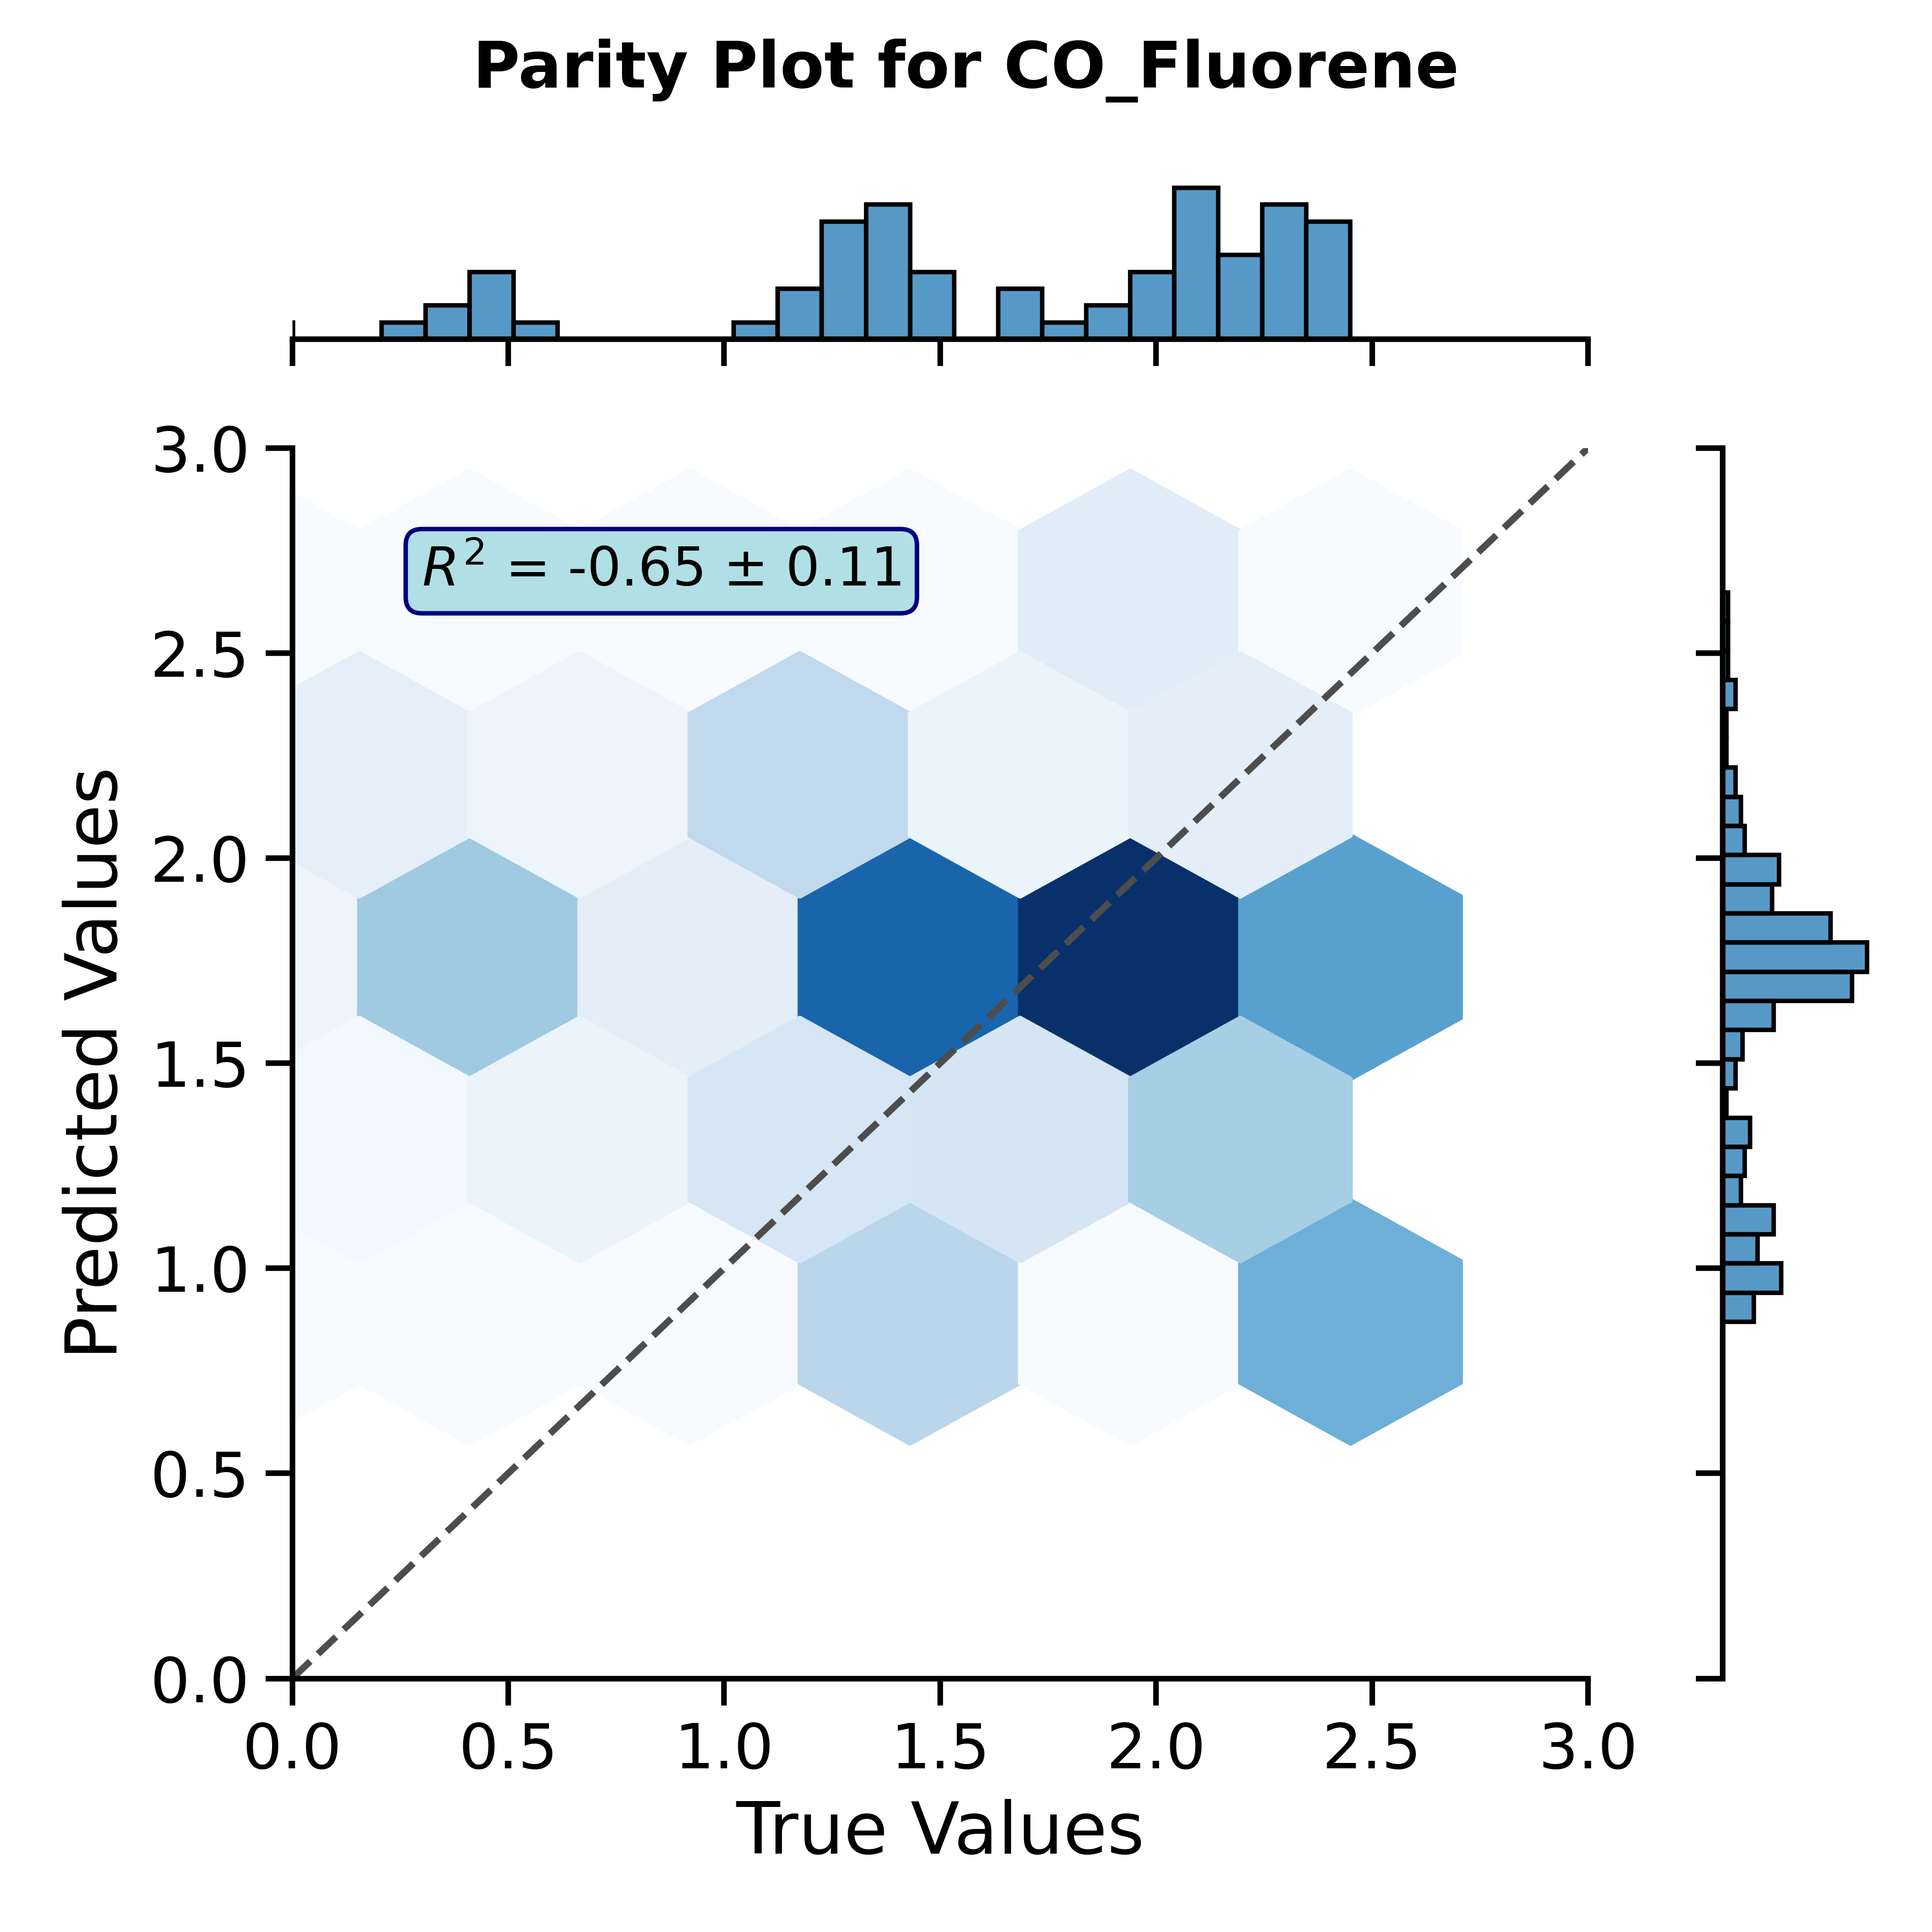 Parity Plot for CO_Fluorene
R² = -0.65 ± 0.11
Predicted Values
3.0
2.5
2.0
1.5
1.0
0.5
0.0
0.0 0.5 1.0 1.5 2.0 2.5 3.0
True Values